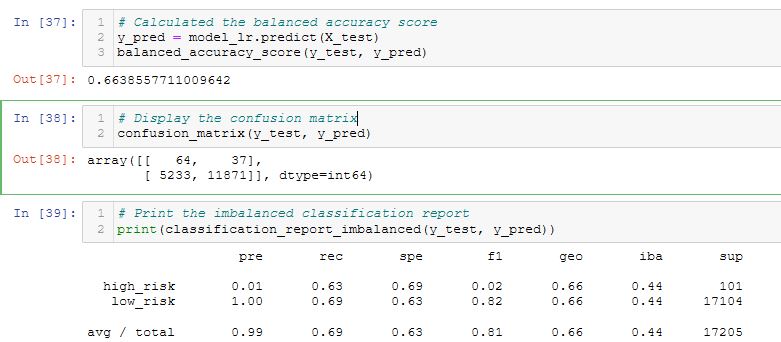 In [37]: 1 # Calculated the balanced accuracy score
2 y_pred = model_lr.predict(X_test)
3 balanced_accuracy_score(y_test, y_pred)
Out[37]: 0.6638557711009642
In [38]: 1 # Display the confusion matrix
2 confusion_matrix(y_test, y_pred)
Out[38]: array([[   64,    37],
       [ 5233, 11871]], dtype=int64)
In [39]: 1 # Print the imbalanced classification report
2 print(classification_report_imbalanced(y_test, y_pred))
pre rec spe f1 geo iba sup
high_risk 0.01 0.63 0.69 0.02 0.66 0.44 101
low_risk 1.00 0.69 0.63 0.82 0.66 0.44 17104
avg / total 0.99 0.69 0.63 0.81 0.66 0.44 17205